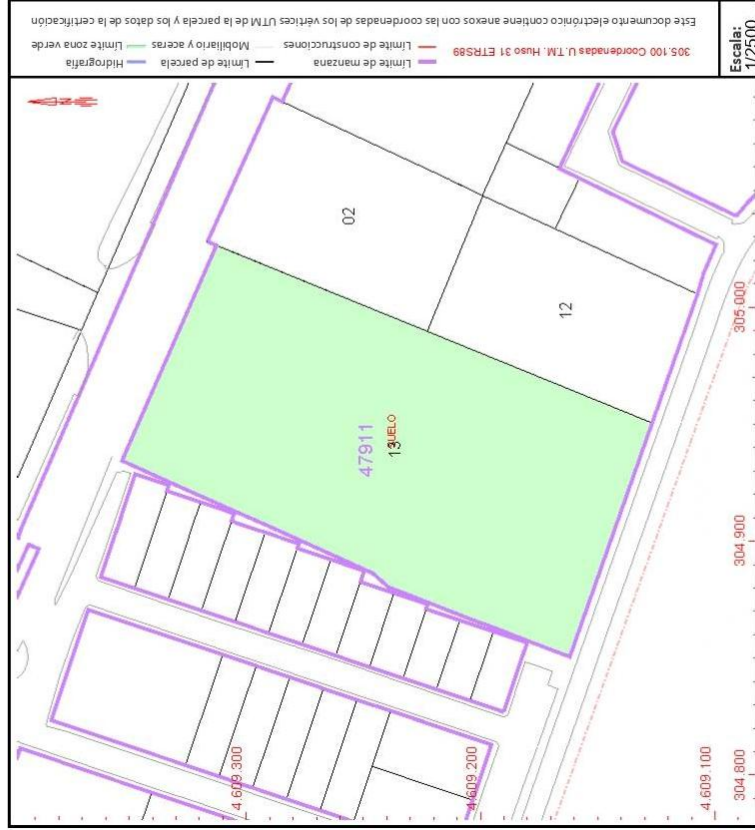 Este documento electrónico contiene anexos con las coordenadas de los vértices UTM de la parcela y los datos de la certificación
305.100 Coordenadas U.T.M. Huso 31 ETRS89
Límite de manzana
Límite de construcciones
Límite de parcela
Mobiliario y aceras
Hidrografía
Límite zona verde
Escala:
1/2500
02
12
47911
13
SUELO
4.609.300
4.609.200
4.609.100
304.800
304.900
305.000
N